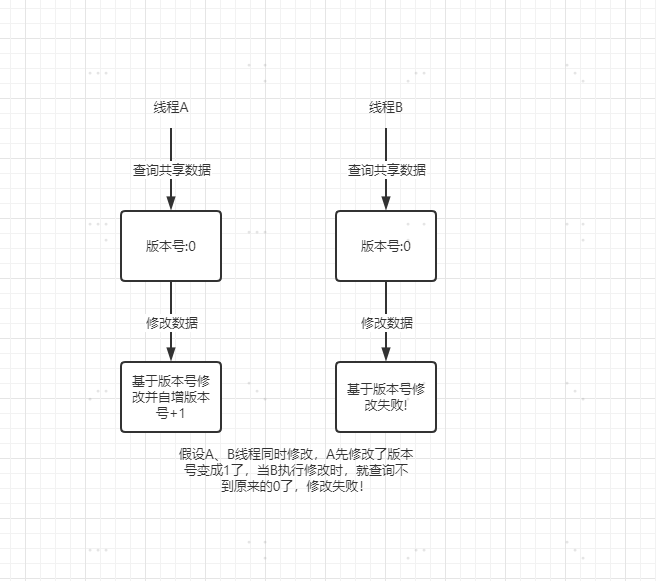 线程A
线程B
查询共享数据
查询共享数据
版本号:0
版本号:0
修改数据
修改数据
基于版本号修
改并自增版本
号+1
基于版本号修
改失败!
假设A、B线程同时修改，A先修改了版本
号变成1了，当B执行修改时，就查询不
到原来的0了，修改失败！